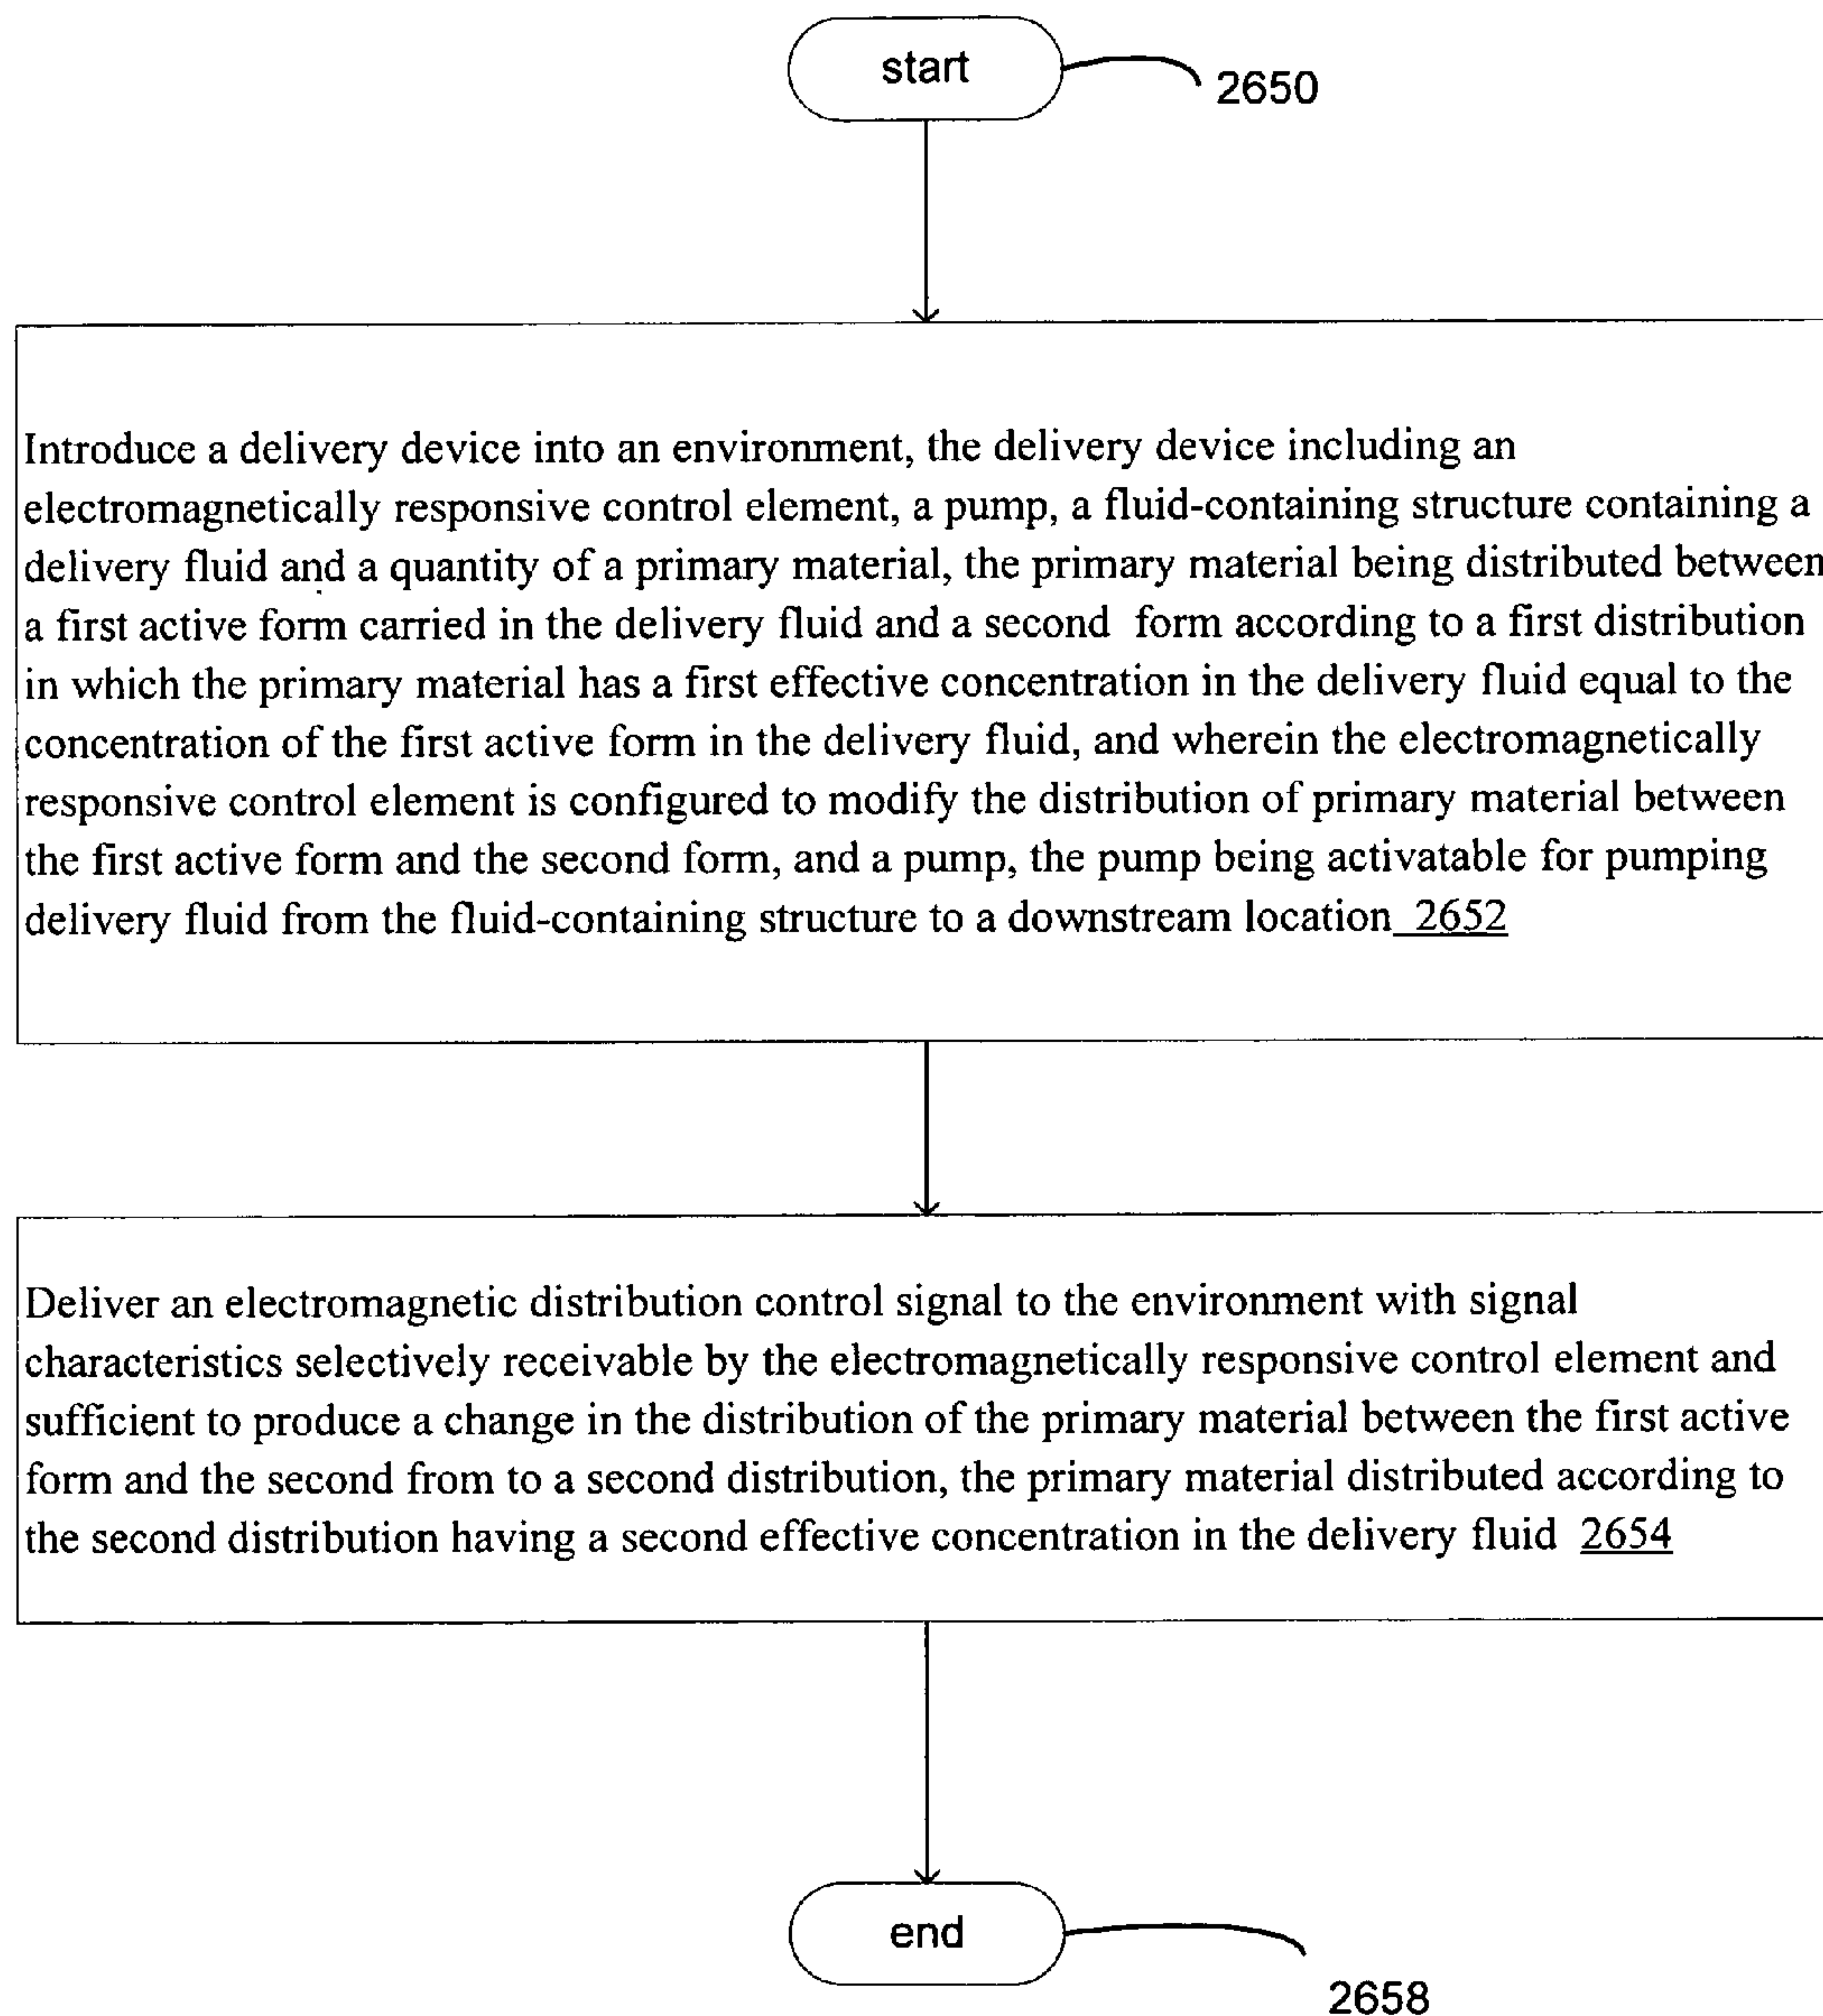 start
2650
Introduce a delivery device into an environment, the delivery device including an
electromagnetically responsive control element, a pump, a fluid-containing structure containing a
delivery fluid and a quantity of a primary material, the primary material being distributed between
a first active form carried in the delivery fluid and a second form according to a first distribution
in which the primary material has a first effective concentration in the delivery fluid equal to the
concentration of the first active form in the delivery fluid, and wherein the electromagnetically
responsive control element is configured to modify the distribution of primary material between
the first active form and the second form, and a pump, the pump being activatable for pumping
delivery fluid from the fluid-containing structure to a downstream location 2652
Deliver an electromagnetic distribution control signal to the environment with signal
characteristics selectively receivable by the electromagnetically responsive control element and
sufficient to produce a change in the distribution of the primary material between the first active
form and the second from to a second distribution, the primary material distributed according to
the second distribution having a second effective concentration in the delivery fluid 2654
end
2658